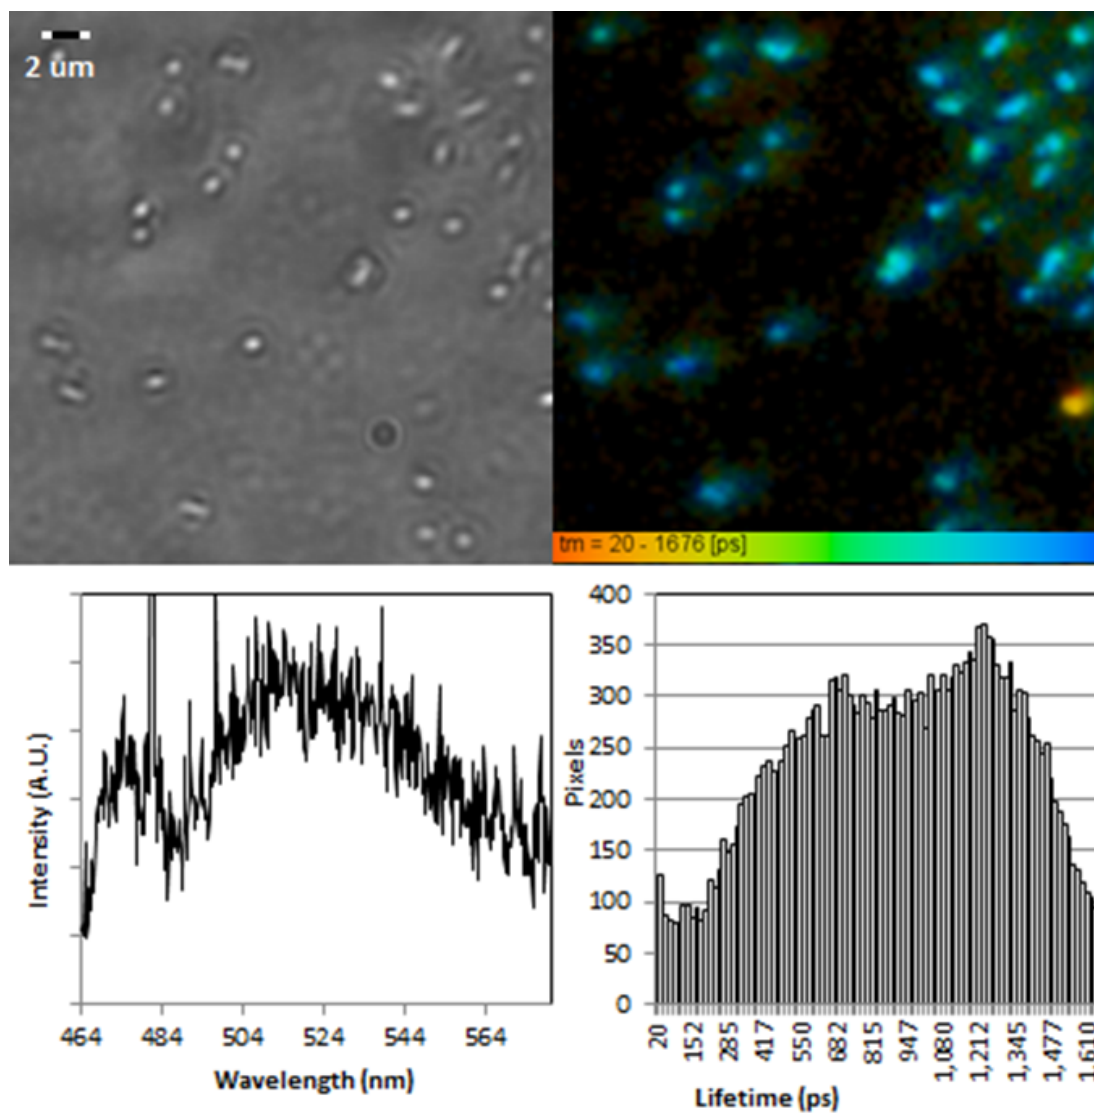 2 um
tm = 20 - 1676 [ps]
Intensity (A.U.)
464 484 504 524 544 564
Wavelength (nm)
Pixels
400
350
300
250
200
150
100
50
0
20 152 285 417 550 682 815 947 1,080 1,212 1,345 1,477 1,610
Lifetime (ps)